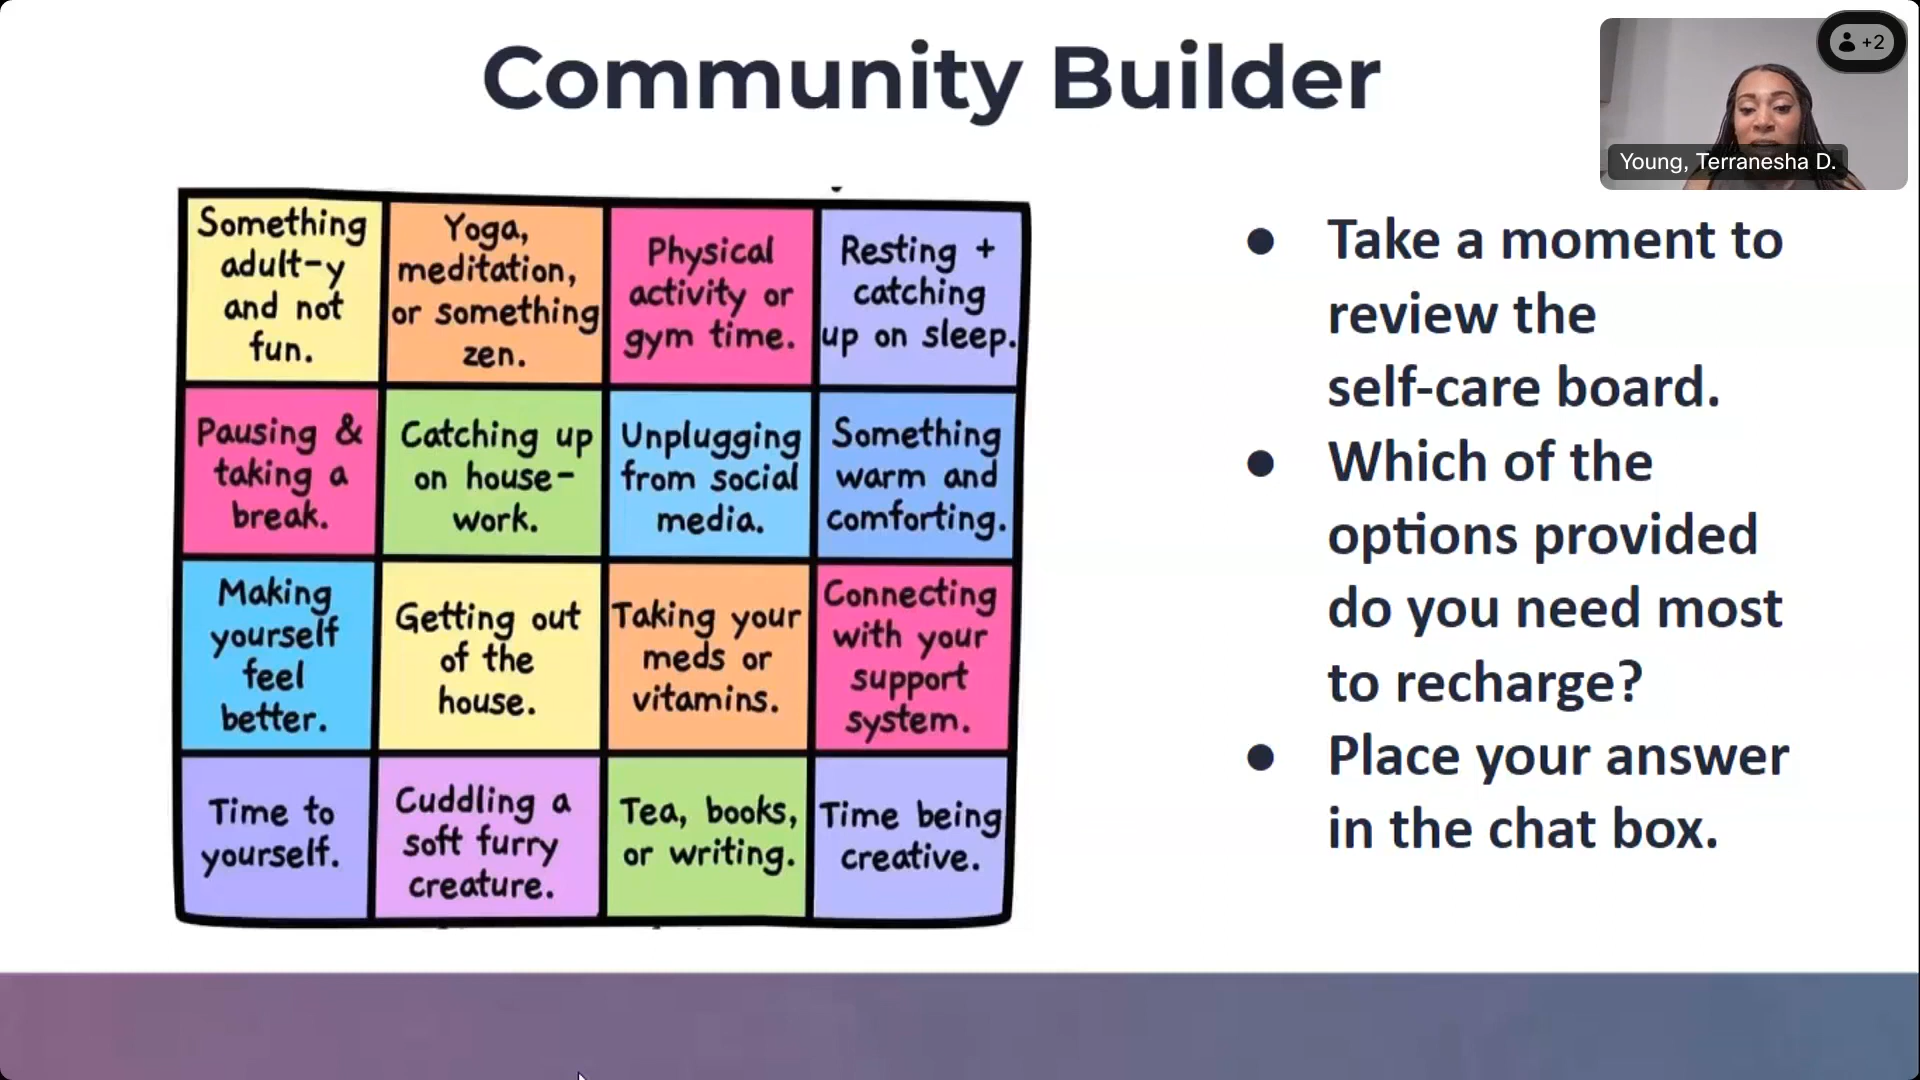 Community Builder
+2
Young, Terranesha D.
Something
adult-y
and not
fun.
Yoga,
meditation,
or something
zen.
Physical
activity or
gym time.
Resting +
catching
up on sleep.
Pausing &
taking a
break.
Catching up
on house-
work.
Unplugging
from social
media.
Something
warm and
comforting.
Making
yourself
feel
better.
Getting out
of the
house.
Taking your
meds or
vitamins.
Connecting
with your
support
system.
Time to
yourself.
Cuddling a
soft furry
creature.
Tea, books,
or writing.
Time being
creative.
● Take a moment to
review the
self-care board.
● Which of the
options provided
do you need most
to recharge?
● Place your answer
in the chat box.